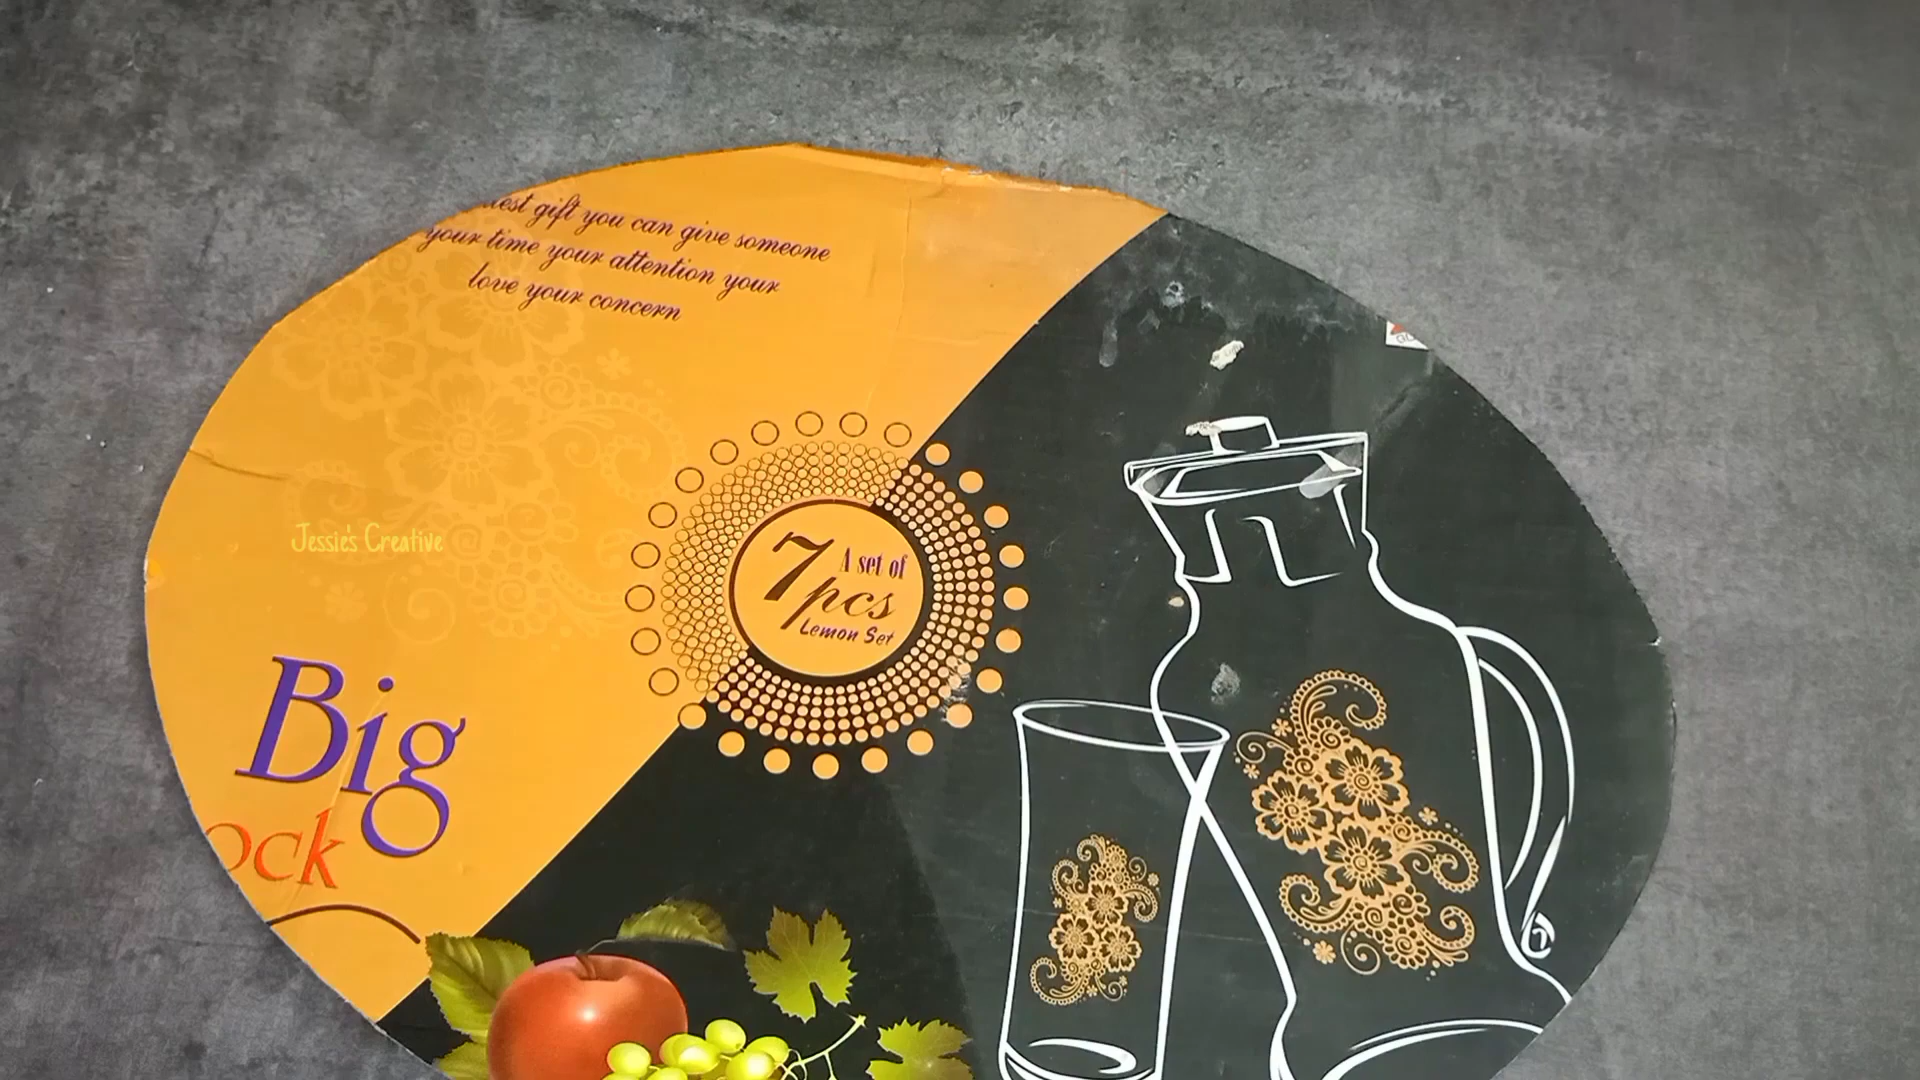 gift you can give someone
your time your attention your
love your concern
Jessie's Creative
7 pcs
A set of
Lemon Set
Big
ock